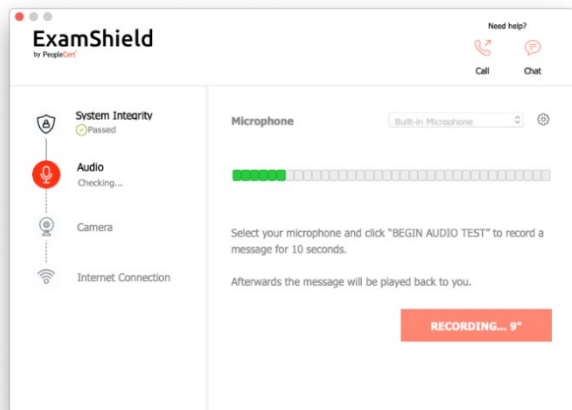 Need help?
ExamShield
by PeopleCert
Call
Chat
System Integrity
Passed
Audio
Checking...
Camera
Internet Connection
Microphone
Built-in Microphone
Select your microphone and click "BEGIN AUDIO TEST" to record a
message for 10 seconds.
Afterwards the message will be played back to you.
RECORDING... 9"